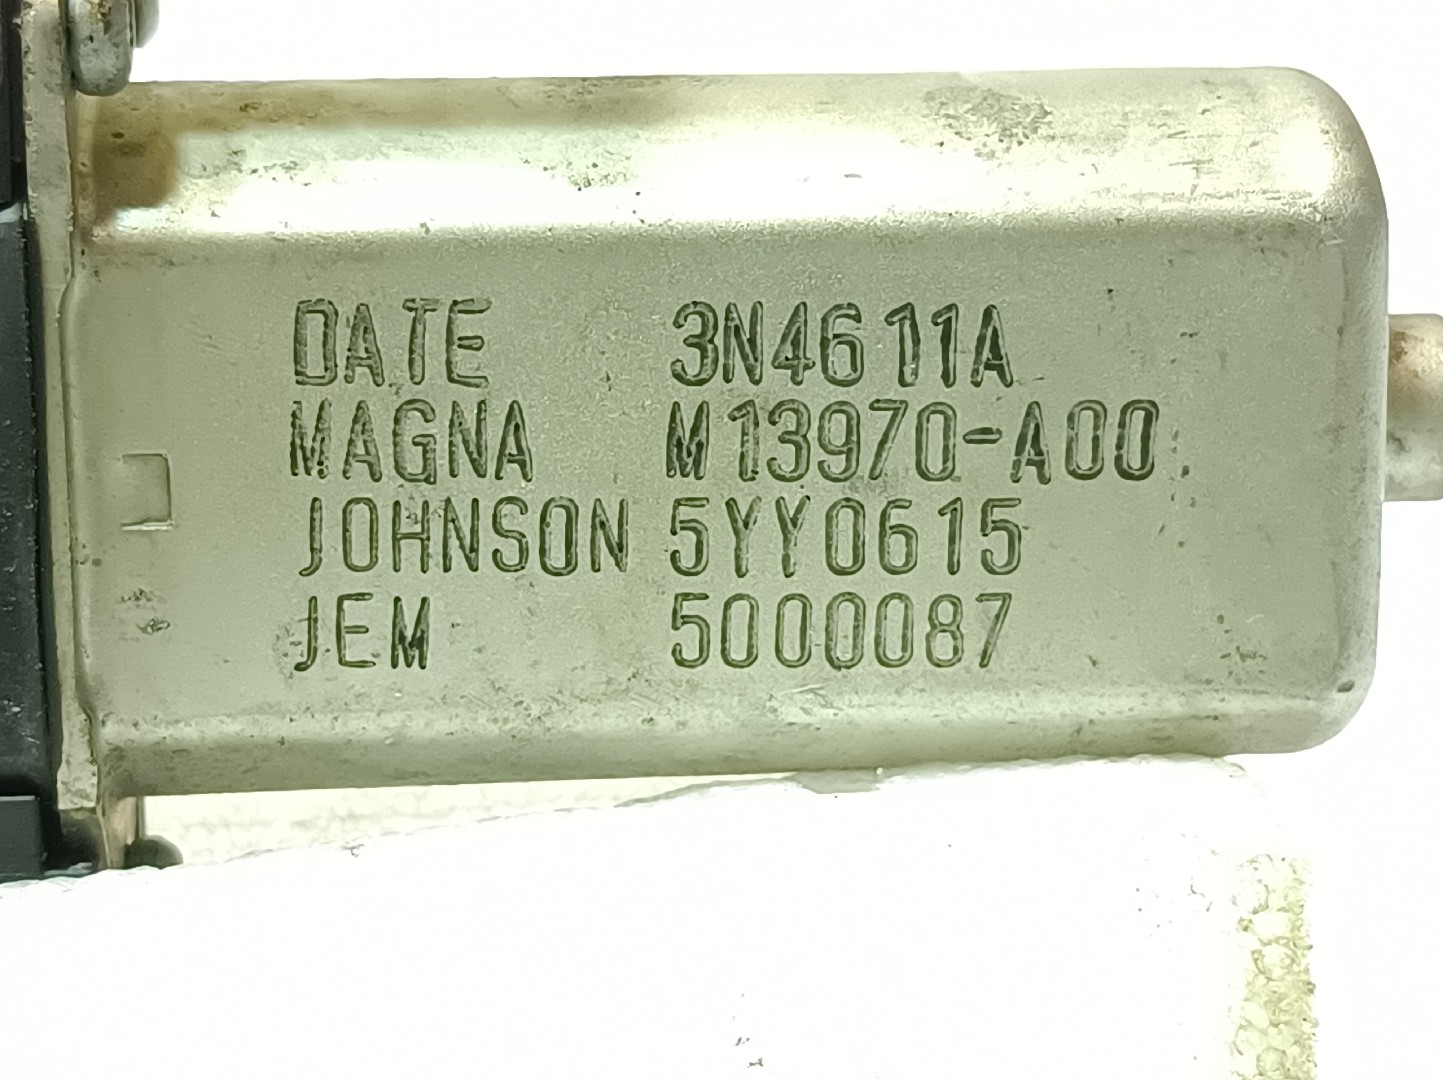 DATE 3N4611A
MAGNA M13970-A00
JOHNSON 5YY0615
JEM 5000087